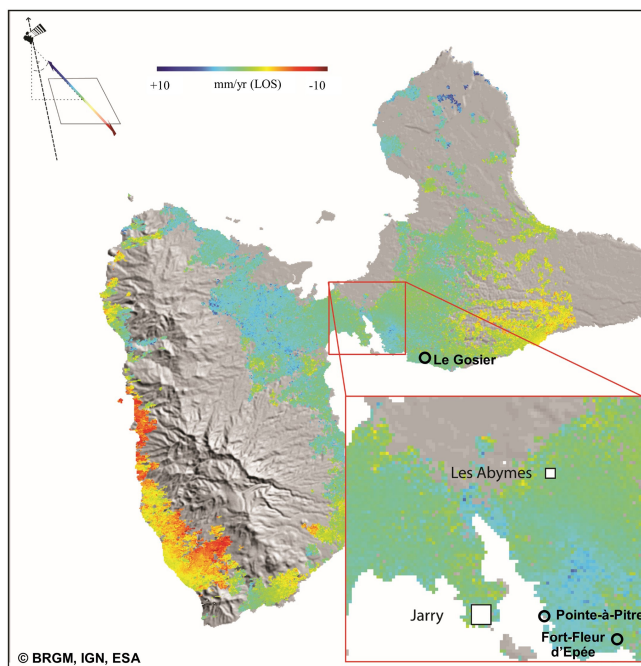 +10
mm/yr (LOS)
-10
Le Gosier
Les Abymes
Jarry
Pointe-à-Pitre
Fort-Fleur
d'Epée
© BRGM, IGN, ESA